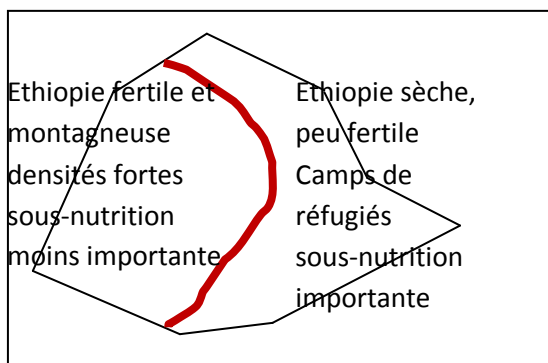 Ethiopie fertile et
montagneuse
densités fortes
sous-nutrition
moins importante
Ethiopie sèche,
peu fertile
Camps de
réfugiés
sous-nutrition
importante